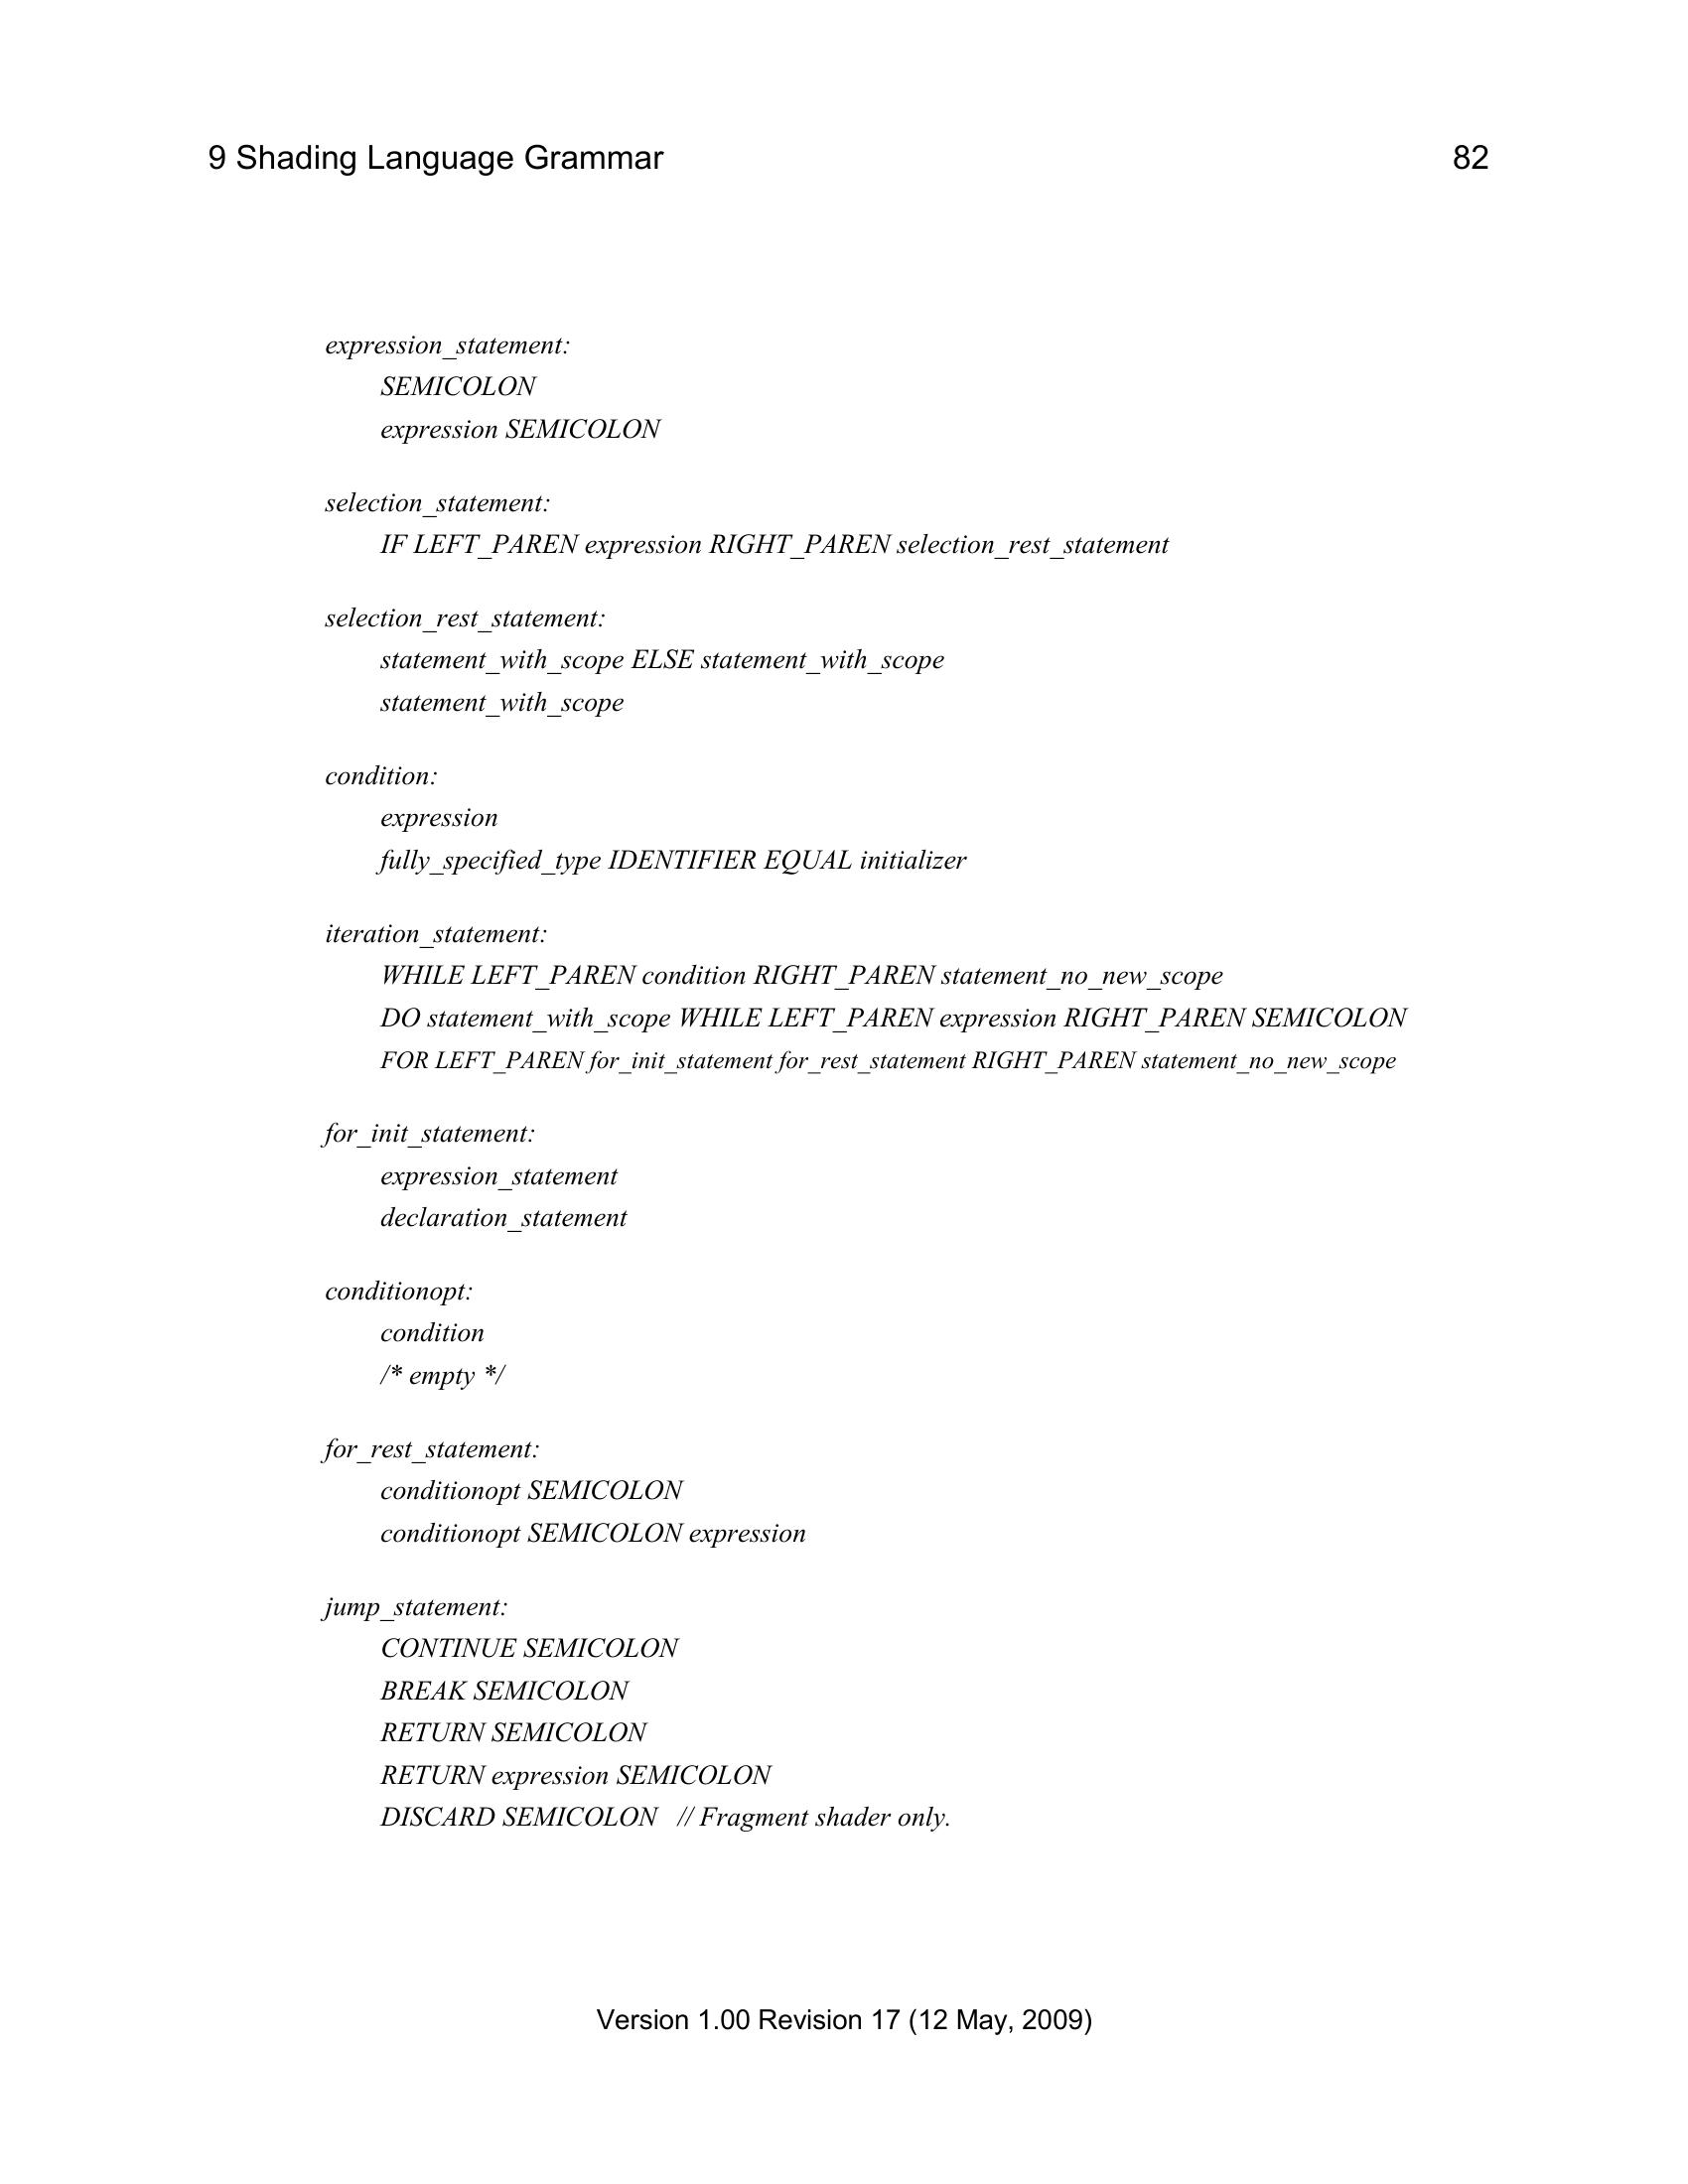 9 Shading Language Grammar 82
expression_statement:
SEMICOLON
expression SEMICOLON
selection_statement:
IF LEFT_PAREN expression RIGHT_PAREN selection_rest_statement
selection_rest_statement:
statement_with_scope ELSE statement_with_scope
statement_with_scope
condition:
expression
fully_specified_type IDENTIFIER EQUAL initializer
iteration_statement:
WHILE LEFT_PAREN condition RIGHT_PAREN statement_no_new_scope
DO statement_with_scope WHILE LEFT_PAREN expression RIGHT_PAREN SEMICOLON
FOR LEFT_PAREN for_init_statement for_rest_statement RIGHT_PAREN statement_no_new_scope
for_init_statement:
expression_statement
declaration_statement
conditionopt:
condition
/* empty */
for_rest_statement:
conditionopt SEMICOLON
conditionopt SEMICOLON expression
jump_statement:
CONTINUE SEMICOLON
BREAK SEMICOLON
RETURN SEMICOLON
RETURN expression SEMICOLON
DISCARD SEMICOLON // Fragment shader only.
Version 1.00 Revision 17 (12 May, 2009)